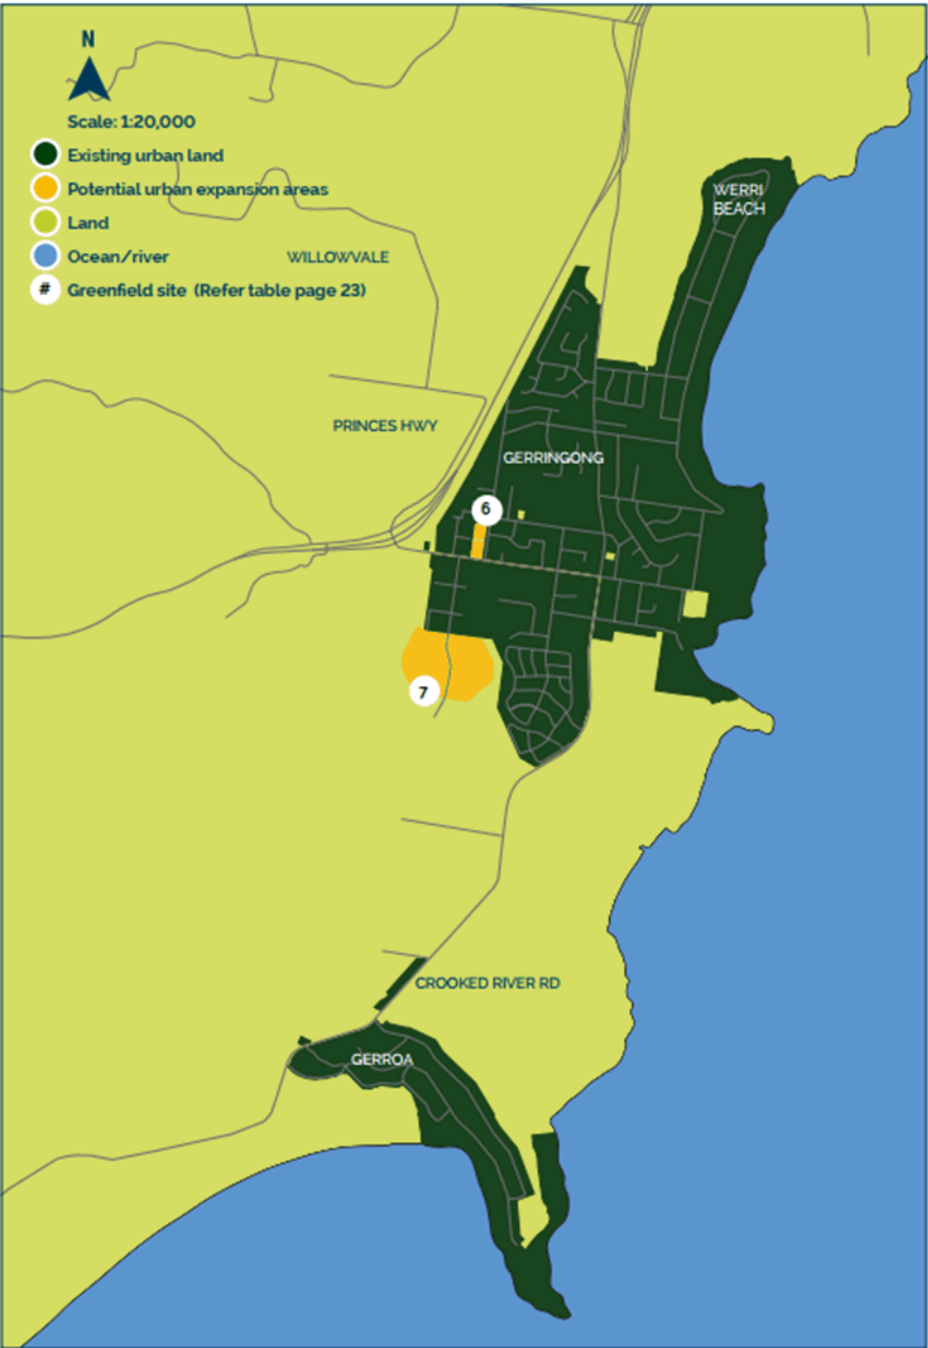 N
Scale: 1:20,000
Existing urban land
Potential urban expansion areas
Land
Ocean/river
# Greenfield site (Refer table page 23)
WERRI
BEACH
WILLOWVALE
PRINCES HWY
GERRINGONG
6
7
CROOKED RIVER RD
GERROA